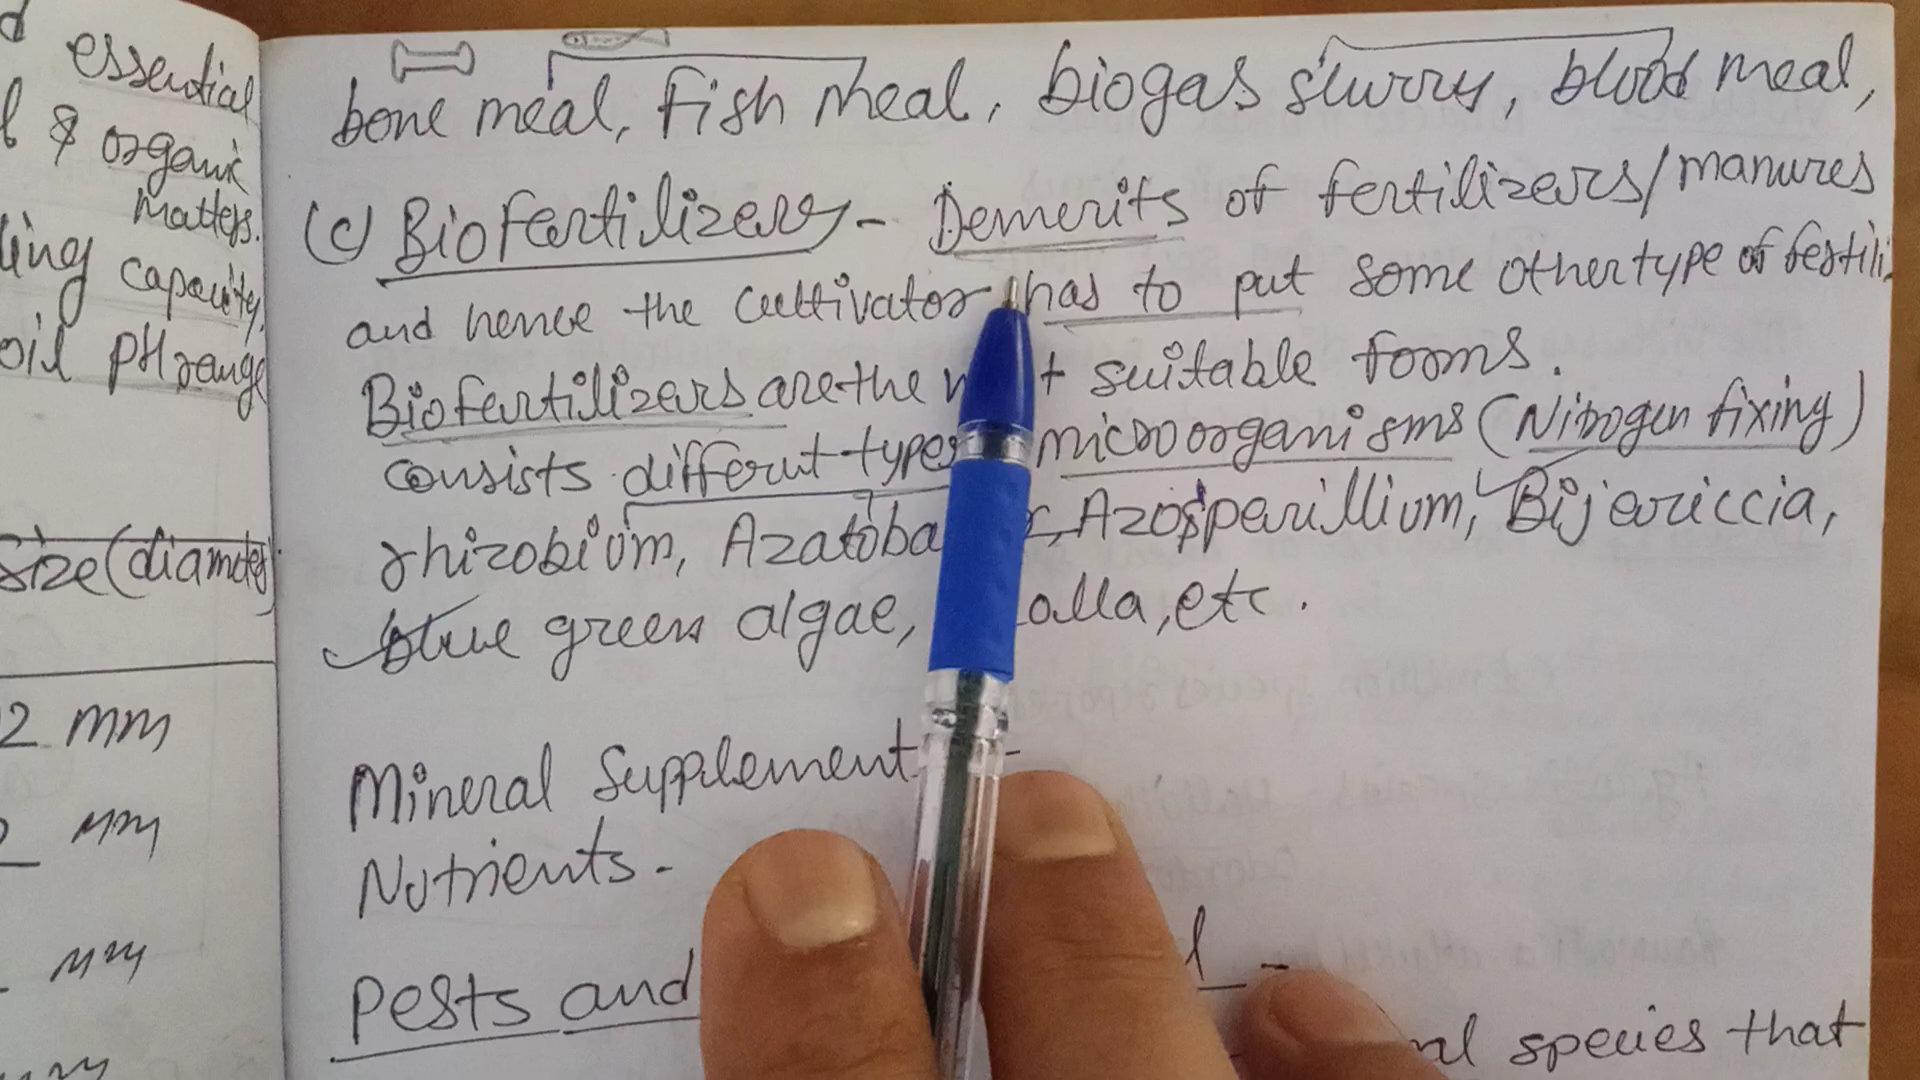 essential
& organic
matters.
capacity,
PH range
size (diameter)
2 mm
mm
mm
bone meal, Fish meal, biogas slurry, blood meal,
(c) Biofertilizers - Demerits of fertilizers/manures
and hence the cultivator has to put some other type of fertili
Biofertilizers are the suitable forms.
consists different types microorganisms (Nitrogen fixing)
rhizobium, Azatoba Azosperillium, Bijericcia,
blue green algae, olla, etc.
Mineral Supplement -
Nutrients -
Pests and
species that